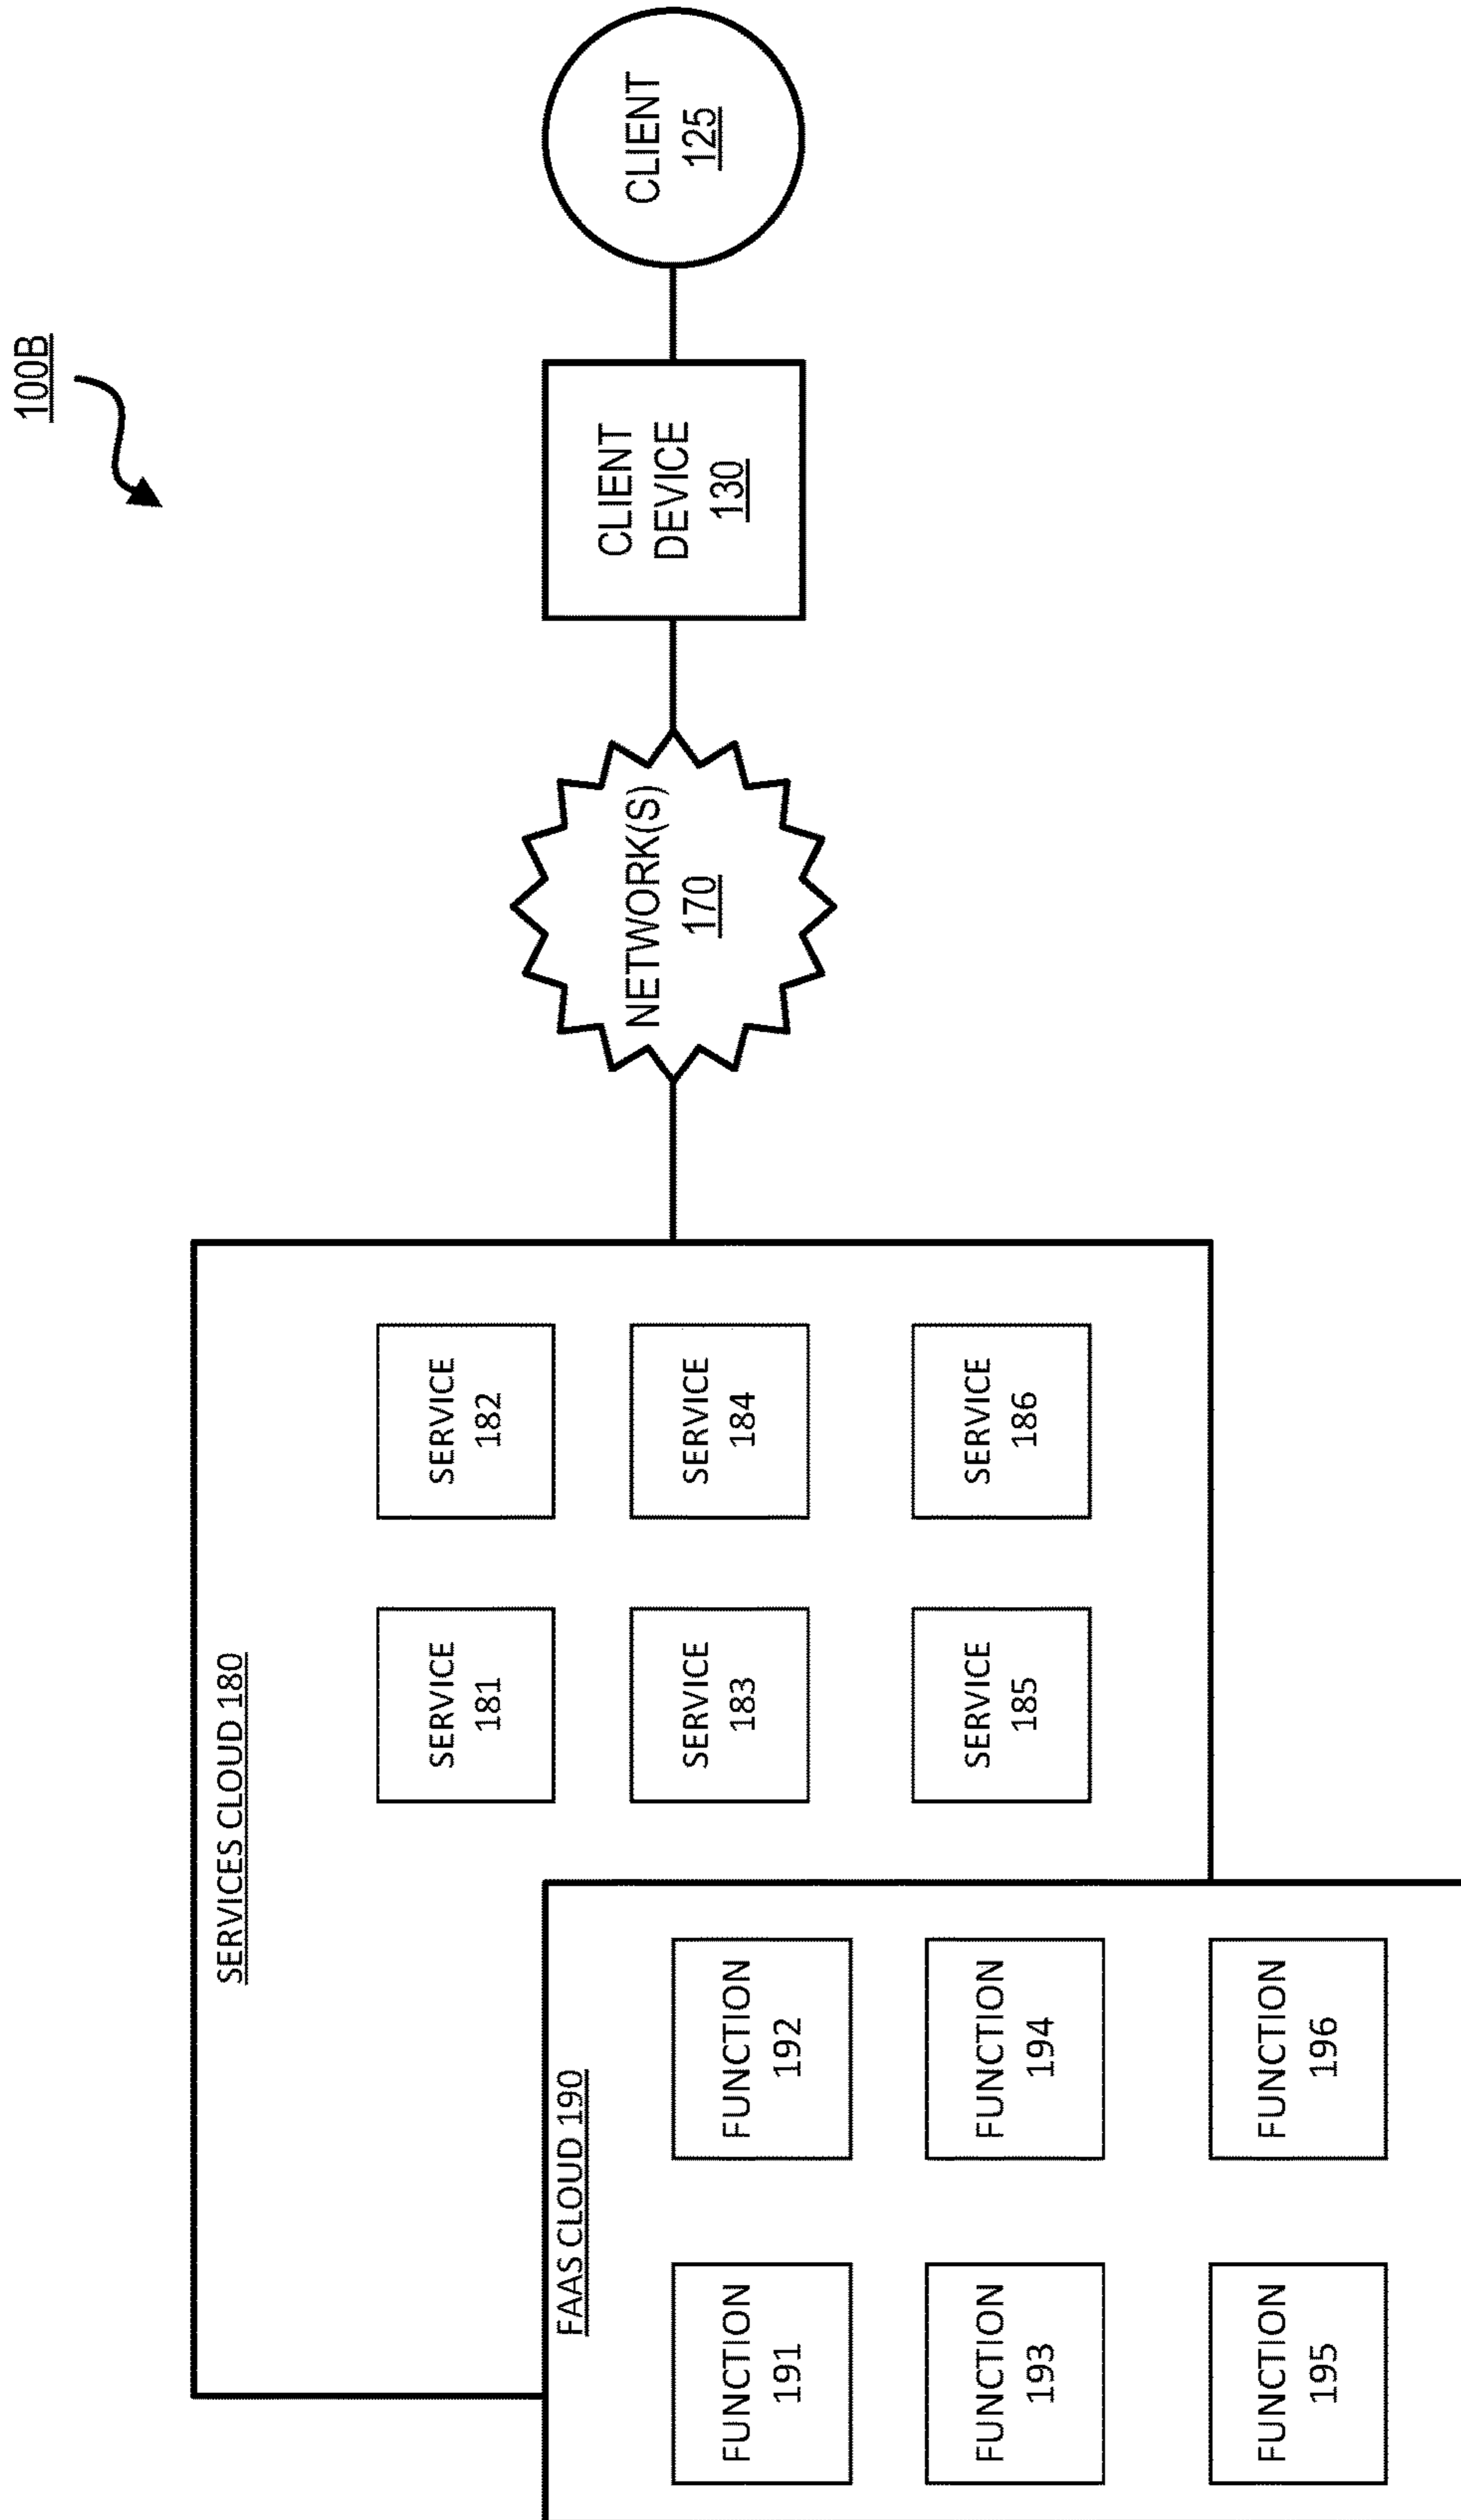 100B
SERVICES CLOUD 180
SERVICE
181
SERVICE
182
SERVICE
183
SERVICE
184
SERVICE
185
SERVICE
186
FAAS CLOUD 190
FUNCTION
191
FUNCTION
192
FUNCTION
193
FUNCTION
194
FUNCTION
195
FUNCTION
196
NETWORK(S)
170
CLIENT
DEVICE
130
CLIENT
125